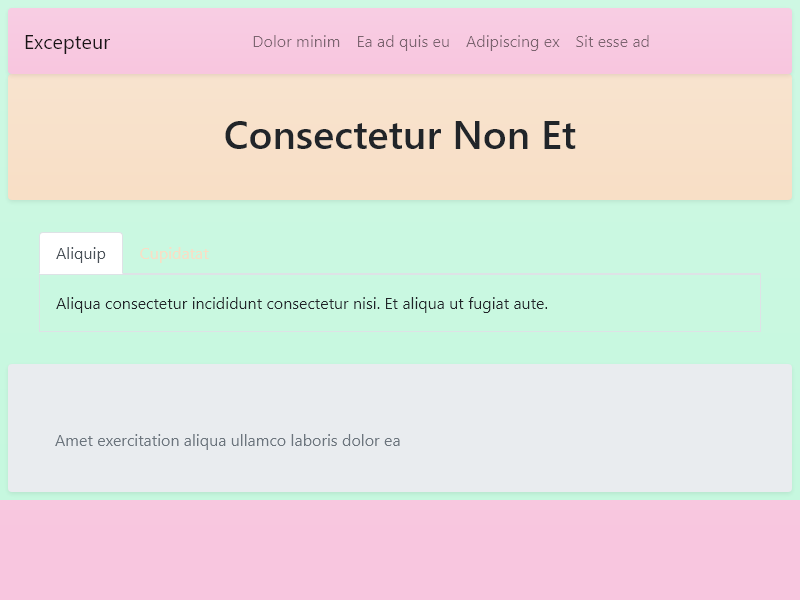 Excepteur
Dolor minim Ea ad quis eu Adipiscing ex Sit esse ad
Consectetur Non Et
Aliquip Cupidatat
Aliqua consectetur incididunt consectetur nisi. Et aliqua ut fugiat aute.
Amet exercitation aliqua ullamco laboris dolor ea